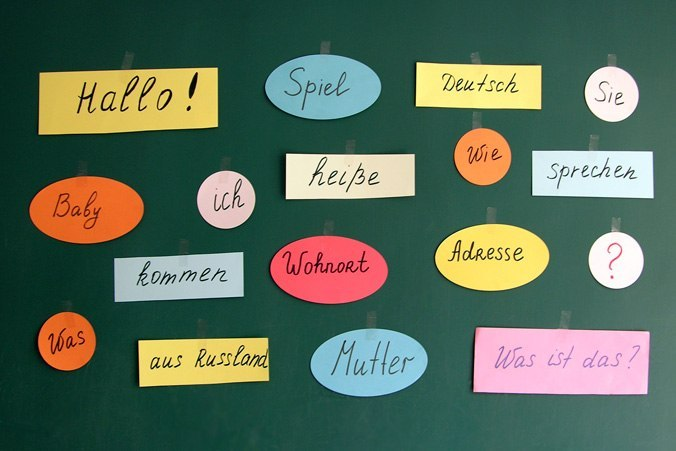 Hallo!
Spiel
Deutsch
Sie
Baby
ich
heiße
Wie
sprechen
kommen
Wohnort
Adresse
?
Was
aus Russland
Mutter
Was ist das?